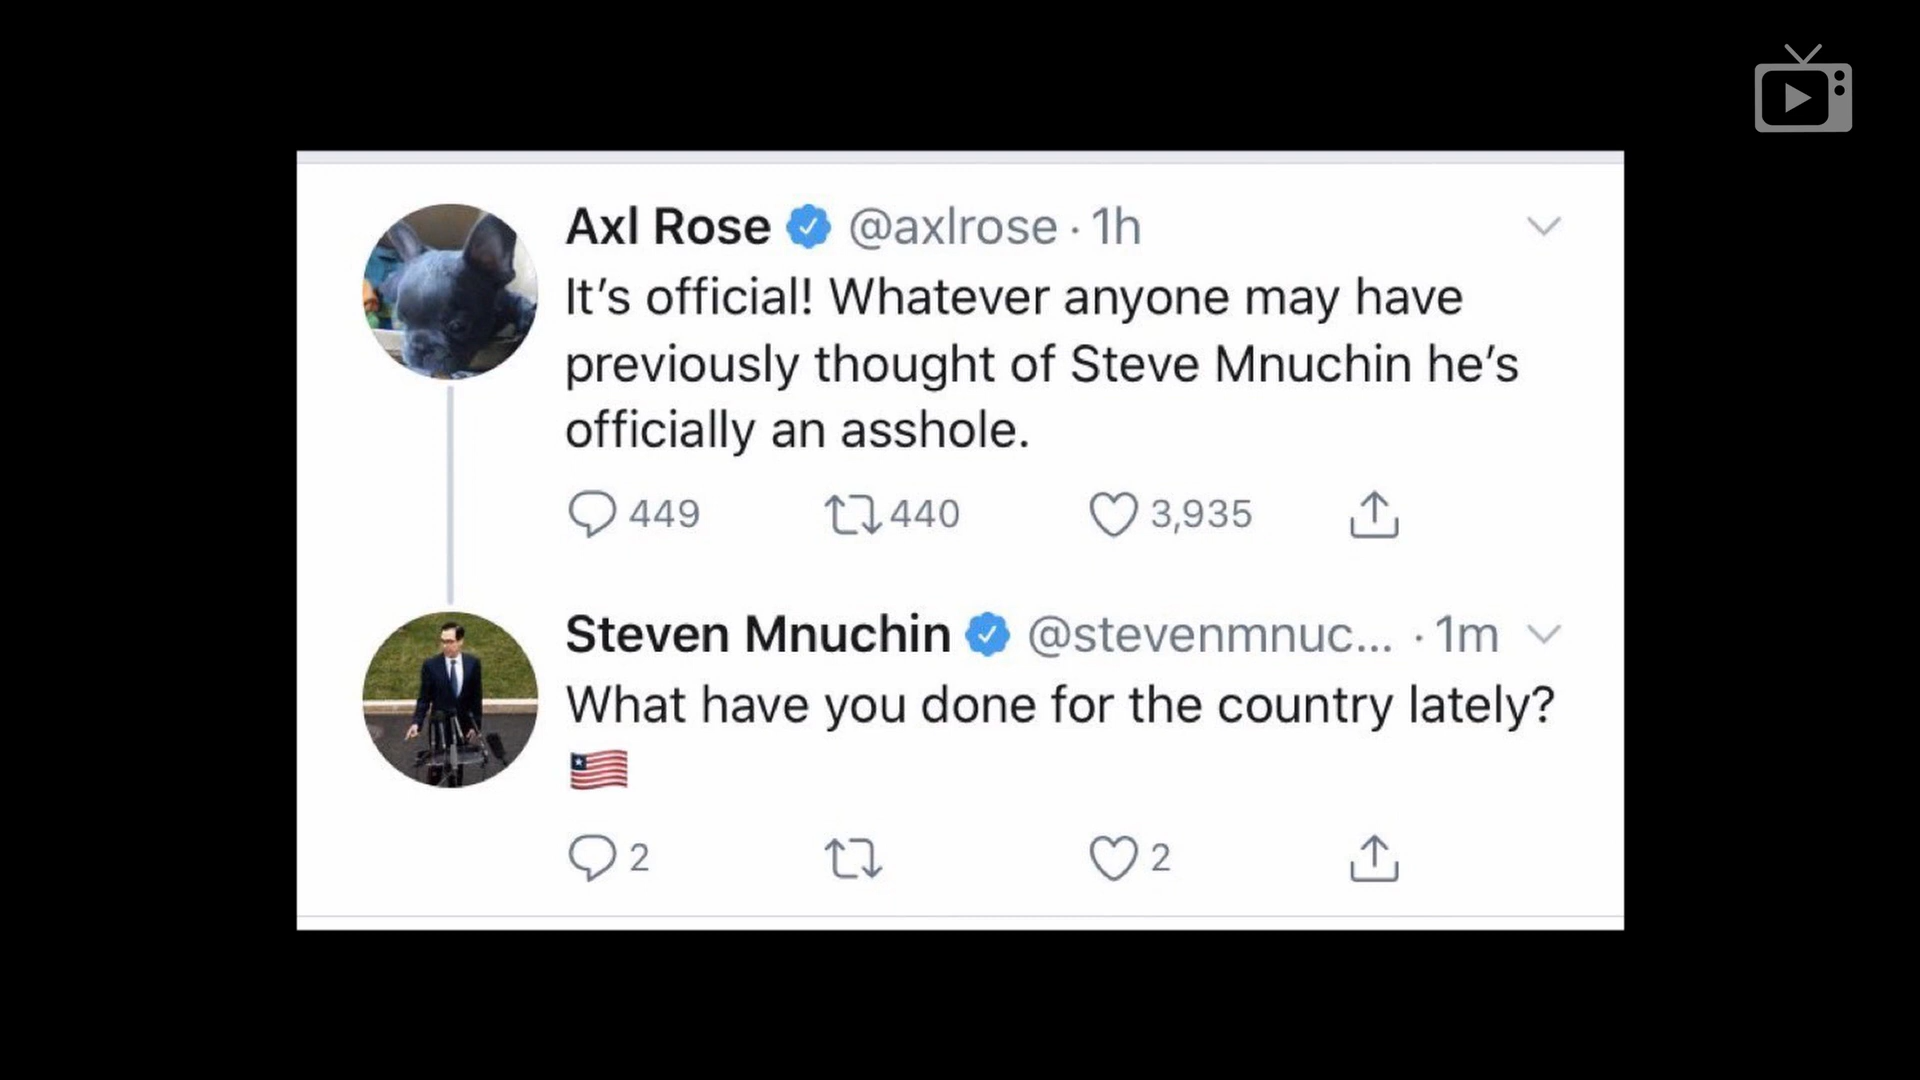 Axl Rose @axlrose · 1h
It's official! Whatever anyone may have
previously thought of Steve Mnuchin he's
officially an asshole.
449 440 3,935
Steven Mnuchin @stevenmnuc... · 1m
What have you done for the country lately?
🇱🇷
2 2